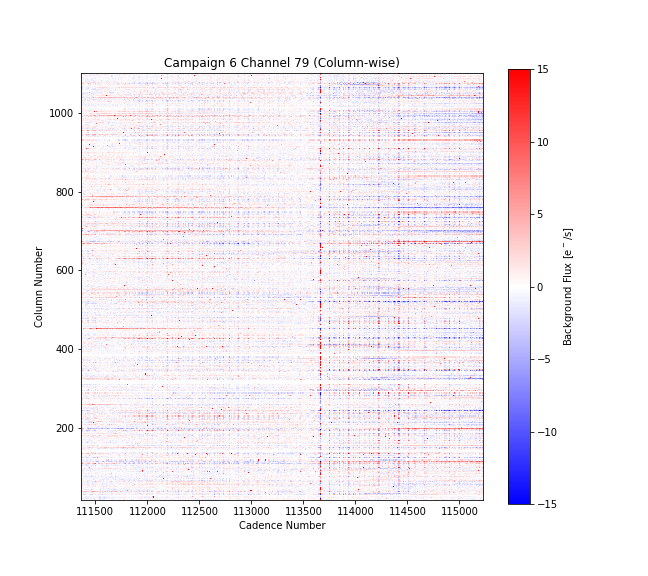 Campaign 6 Channel 79 (Column-wise)
1000
800
600
400
200
Column Number
111500 112000 112500 113000 113500 114000 114500 115000
Cadence Number
15
10
5
0
−5
−10
−15
Background Flux [e⁻/s]